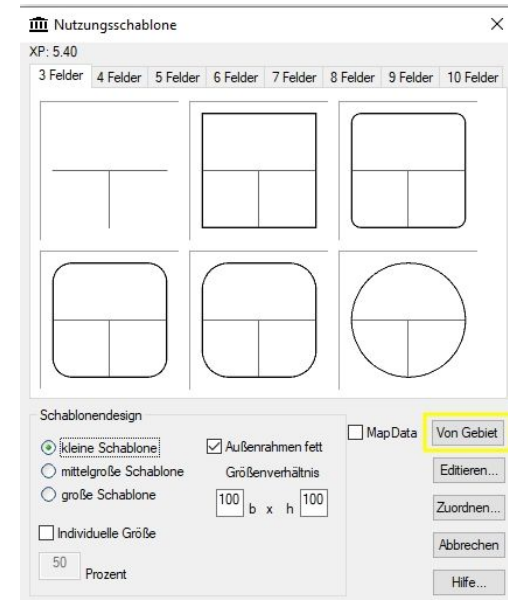 Nutzungsschablone
XP: 5.40
3 Felder 4 Felder 5 Felder 6 Felder 7 Felder 8 Felder 9 Felder 10 Felder
Schablonendesign
kleine Schablone
Außenrahmen fett
MapData
Von Gebiet
mittelgroße Schablone
Größenverhältnis
Editieren...
große Schablone
100 b x h 100
Zuordnen...
Individuelle Größe
Abbrechen
50 Prozent
Hilfe...